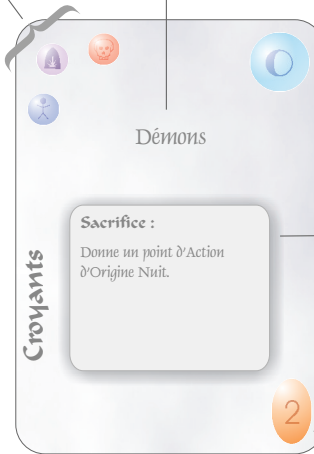 Démons
Sacrifice :
Donne un point d'Action
d'Origine Nuit.
Croyants
2